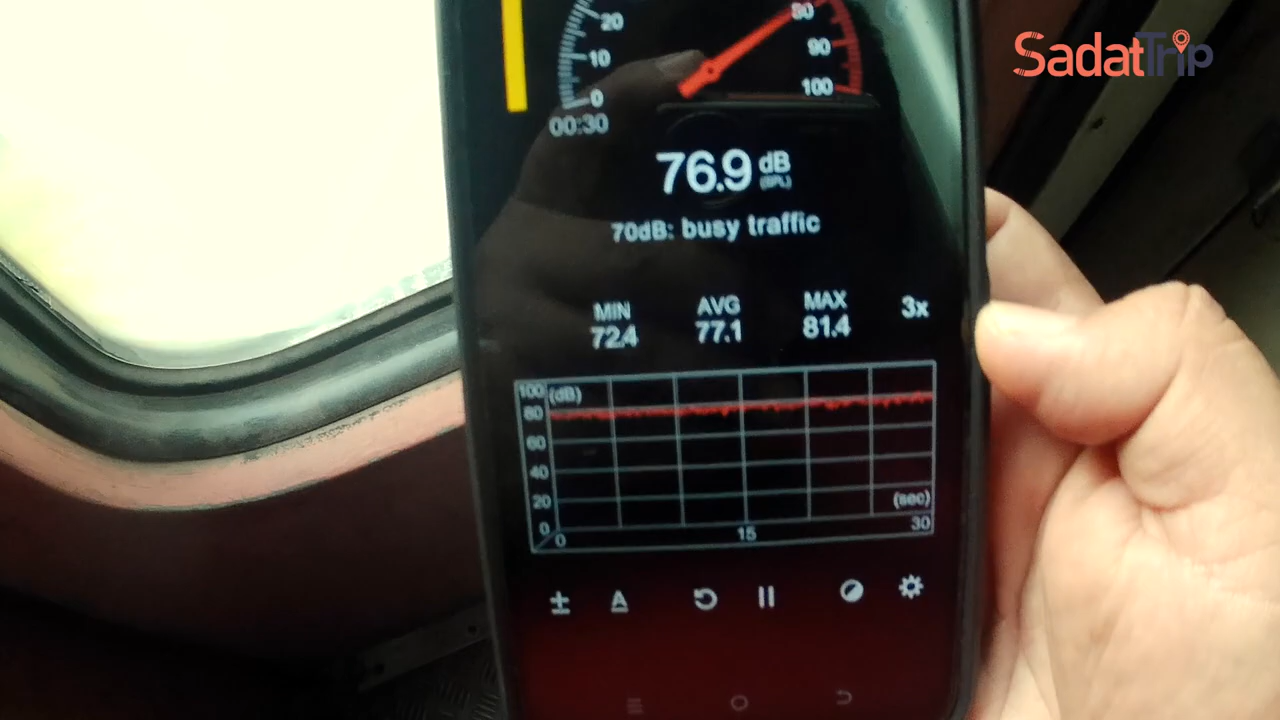 SadatTrip
20
80
10
90
0
100
00:30
76.9 dB
(SPL)
70dB: busy traffic
MIN AVG MAX 3x
72.4 77.1 81.4
100 (dB)
80
60
40
20 (sec)
0
0 15 30
A